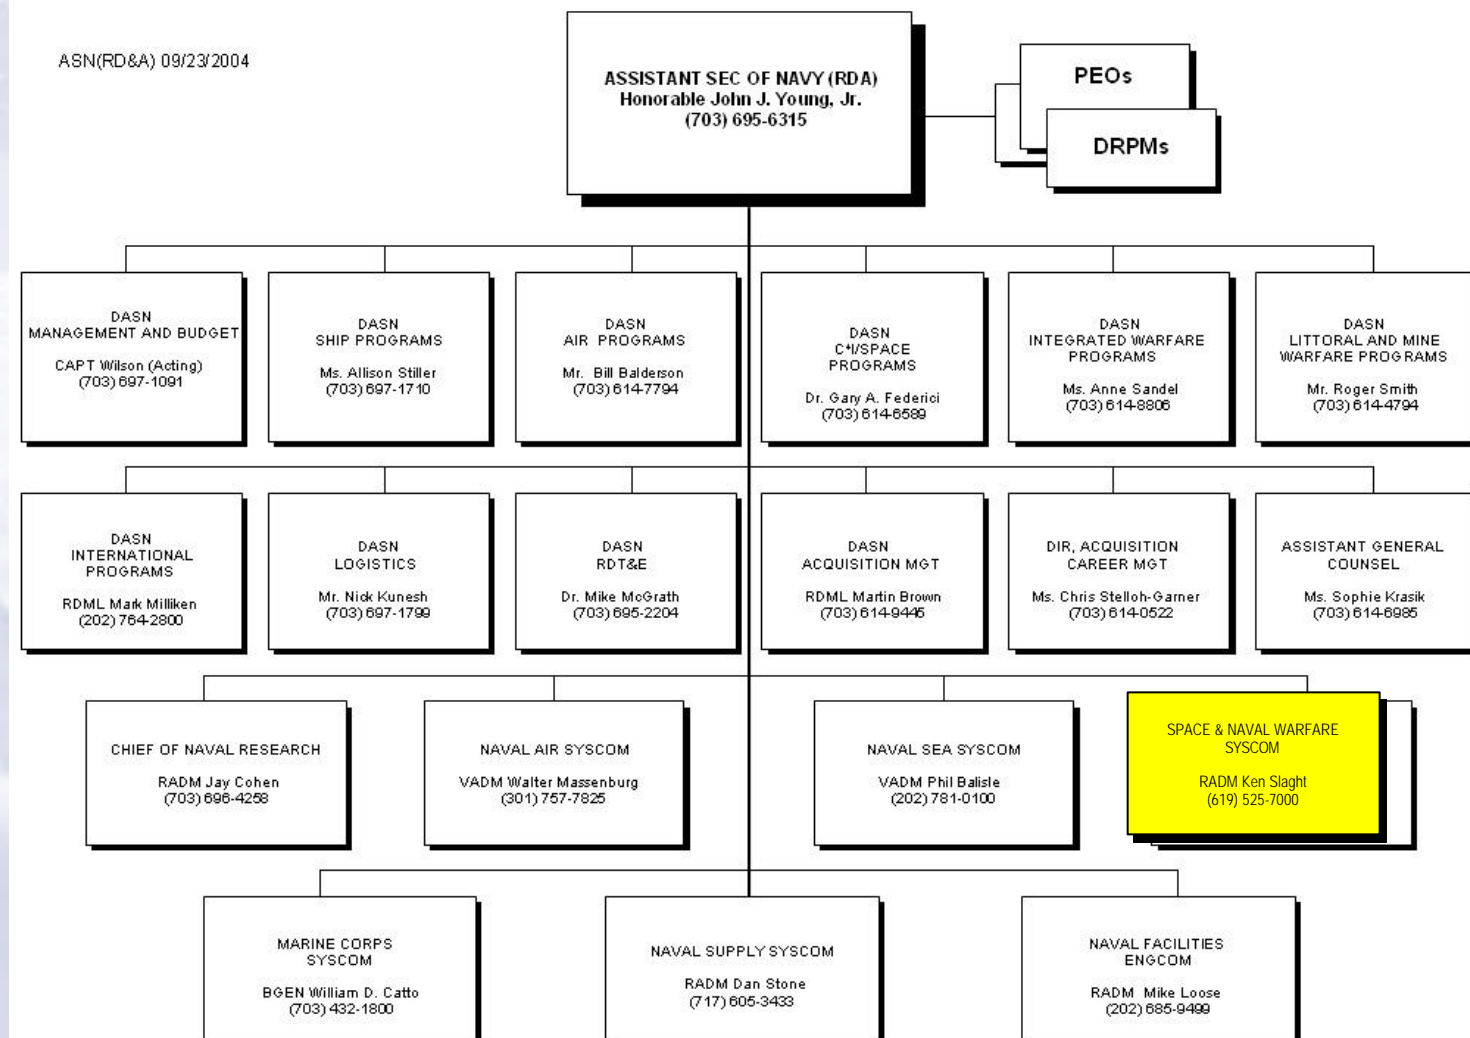 ASN(RD&A) 09/23/2004
ASSISTANT SEC OF NAVY (RDA)
Honorable John J. Young, Jr.
(703) 695-6315
PEOs
DRPMs
DASN
MANAGEMENT AND BUDGET
CAPT Wilson (Acting)
(703) 697-1091
DASN
SHIP PROGRAMS
Ms. Allison Stiller
(703) 697-1710
DASN
AIR PROGRAMS
Mr. Bill Balderson
(703) 614-7794
DASN
C⁴I/SPACE
PROGRAMS
Dr. Gary A. Federici
(703) 614-6589
DASN
INTEGRATED WARFARE
PROGRAMS
Ms. Anne Sandel
(703) 614-8806
DASN
LITTORAL AND MINE
WARFARE PROGRAMS
Mr. Roger Smith
(703) 614-4794
DASN
INTERNATIONAL
PROGRAMS
RDML Mark Milliken
(202) 764-2800
DASN
LOGISTICS
Mr. Nick Kunesh
(703) 697-1799
DASN
RDT&E
Dr. Mike McGrath
(703) 695-2204
DASN
ACQUISITION MGT
RDML Martin Brown
(703) 614-9445
DIR, ACQUISITION
CAREER MGT
Ms. Chris Stelloh-Garner
(703) 614-0522
ASSISTANT GENERAL
COUNSEL
Ms. Sophie Krasik
(703) 614-6985
CHIEF OF NAVAL RESEARCH
RADM Jay Cohen
(703) 696-4258
NAVAL AIR SYSCOM
VADM Walter Massenburg
(301) 757-7825
NAVAL SEA SYSCOM
VADM Phil Balisle
(202) 781-0100
SPACE & NAVAL WARFARE
SYSCOM
RADM Ken Slaght
(619) 525-7000
MARINE CORPS
SYSCOM
BGEN William D. Catto
(703) 432-1800
NAVAL SUPPLY SYSCOM
RADM Dan Stone
(717) 605-3433
NAVAL FACILITIES
ENGCOM
RADM Mike Loose
(202) 685-9499